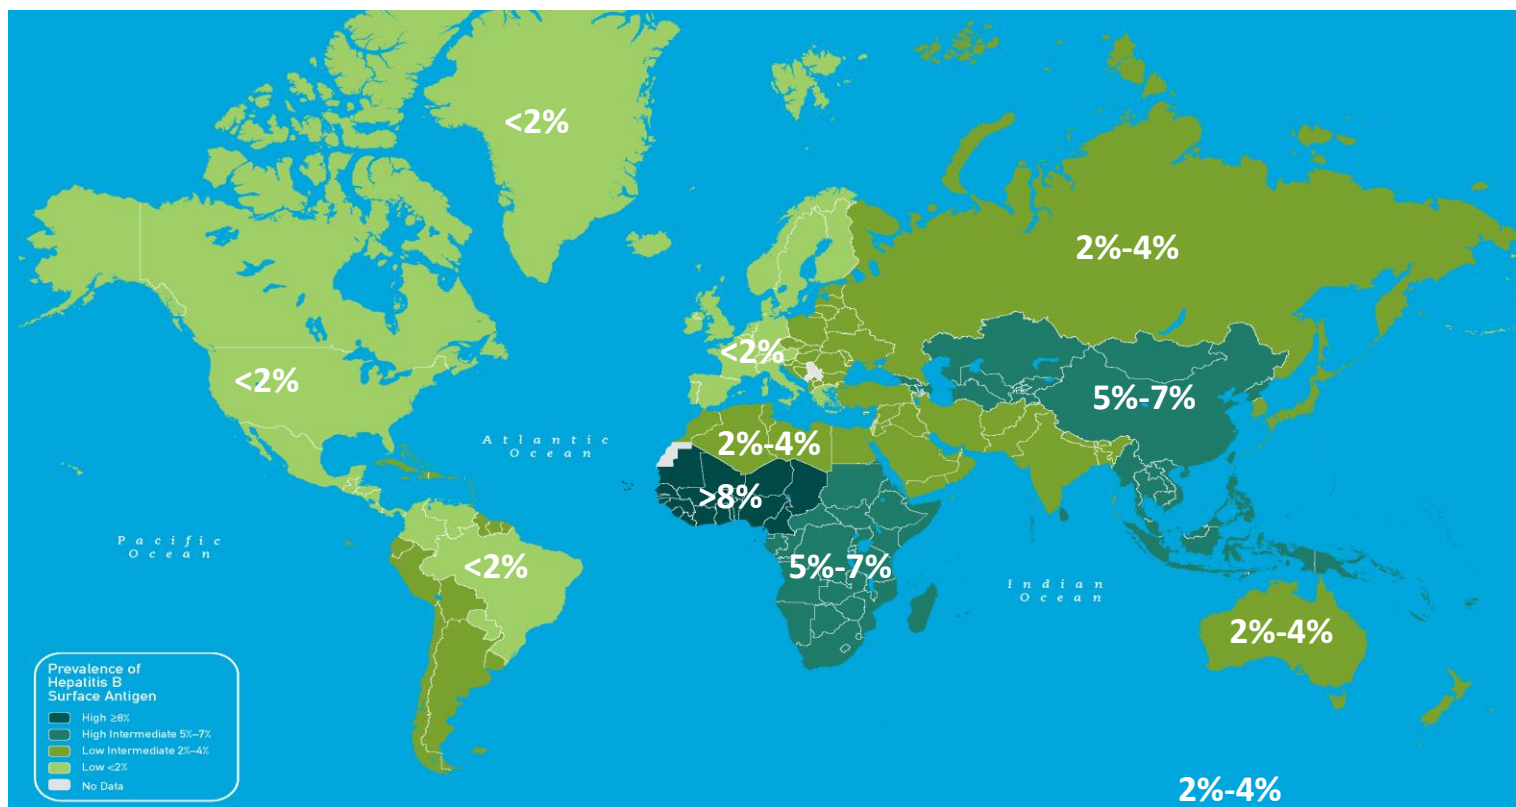 <2%
2%-4%
<2%
<2%
5%-7%
Atlantic
Ocean
2%-4%
>8%
Pacific
Ocean
<2%
5%-7%
Indian
Ocean
2%-4%
Prevalence of
Hepatitis B
Surface Antigen
High ≥8%
High Intermediate 5%–7%
Low Intermediate 2%–4%
Low <2%
No Data
2%-4%